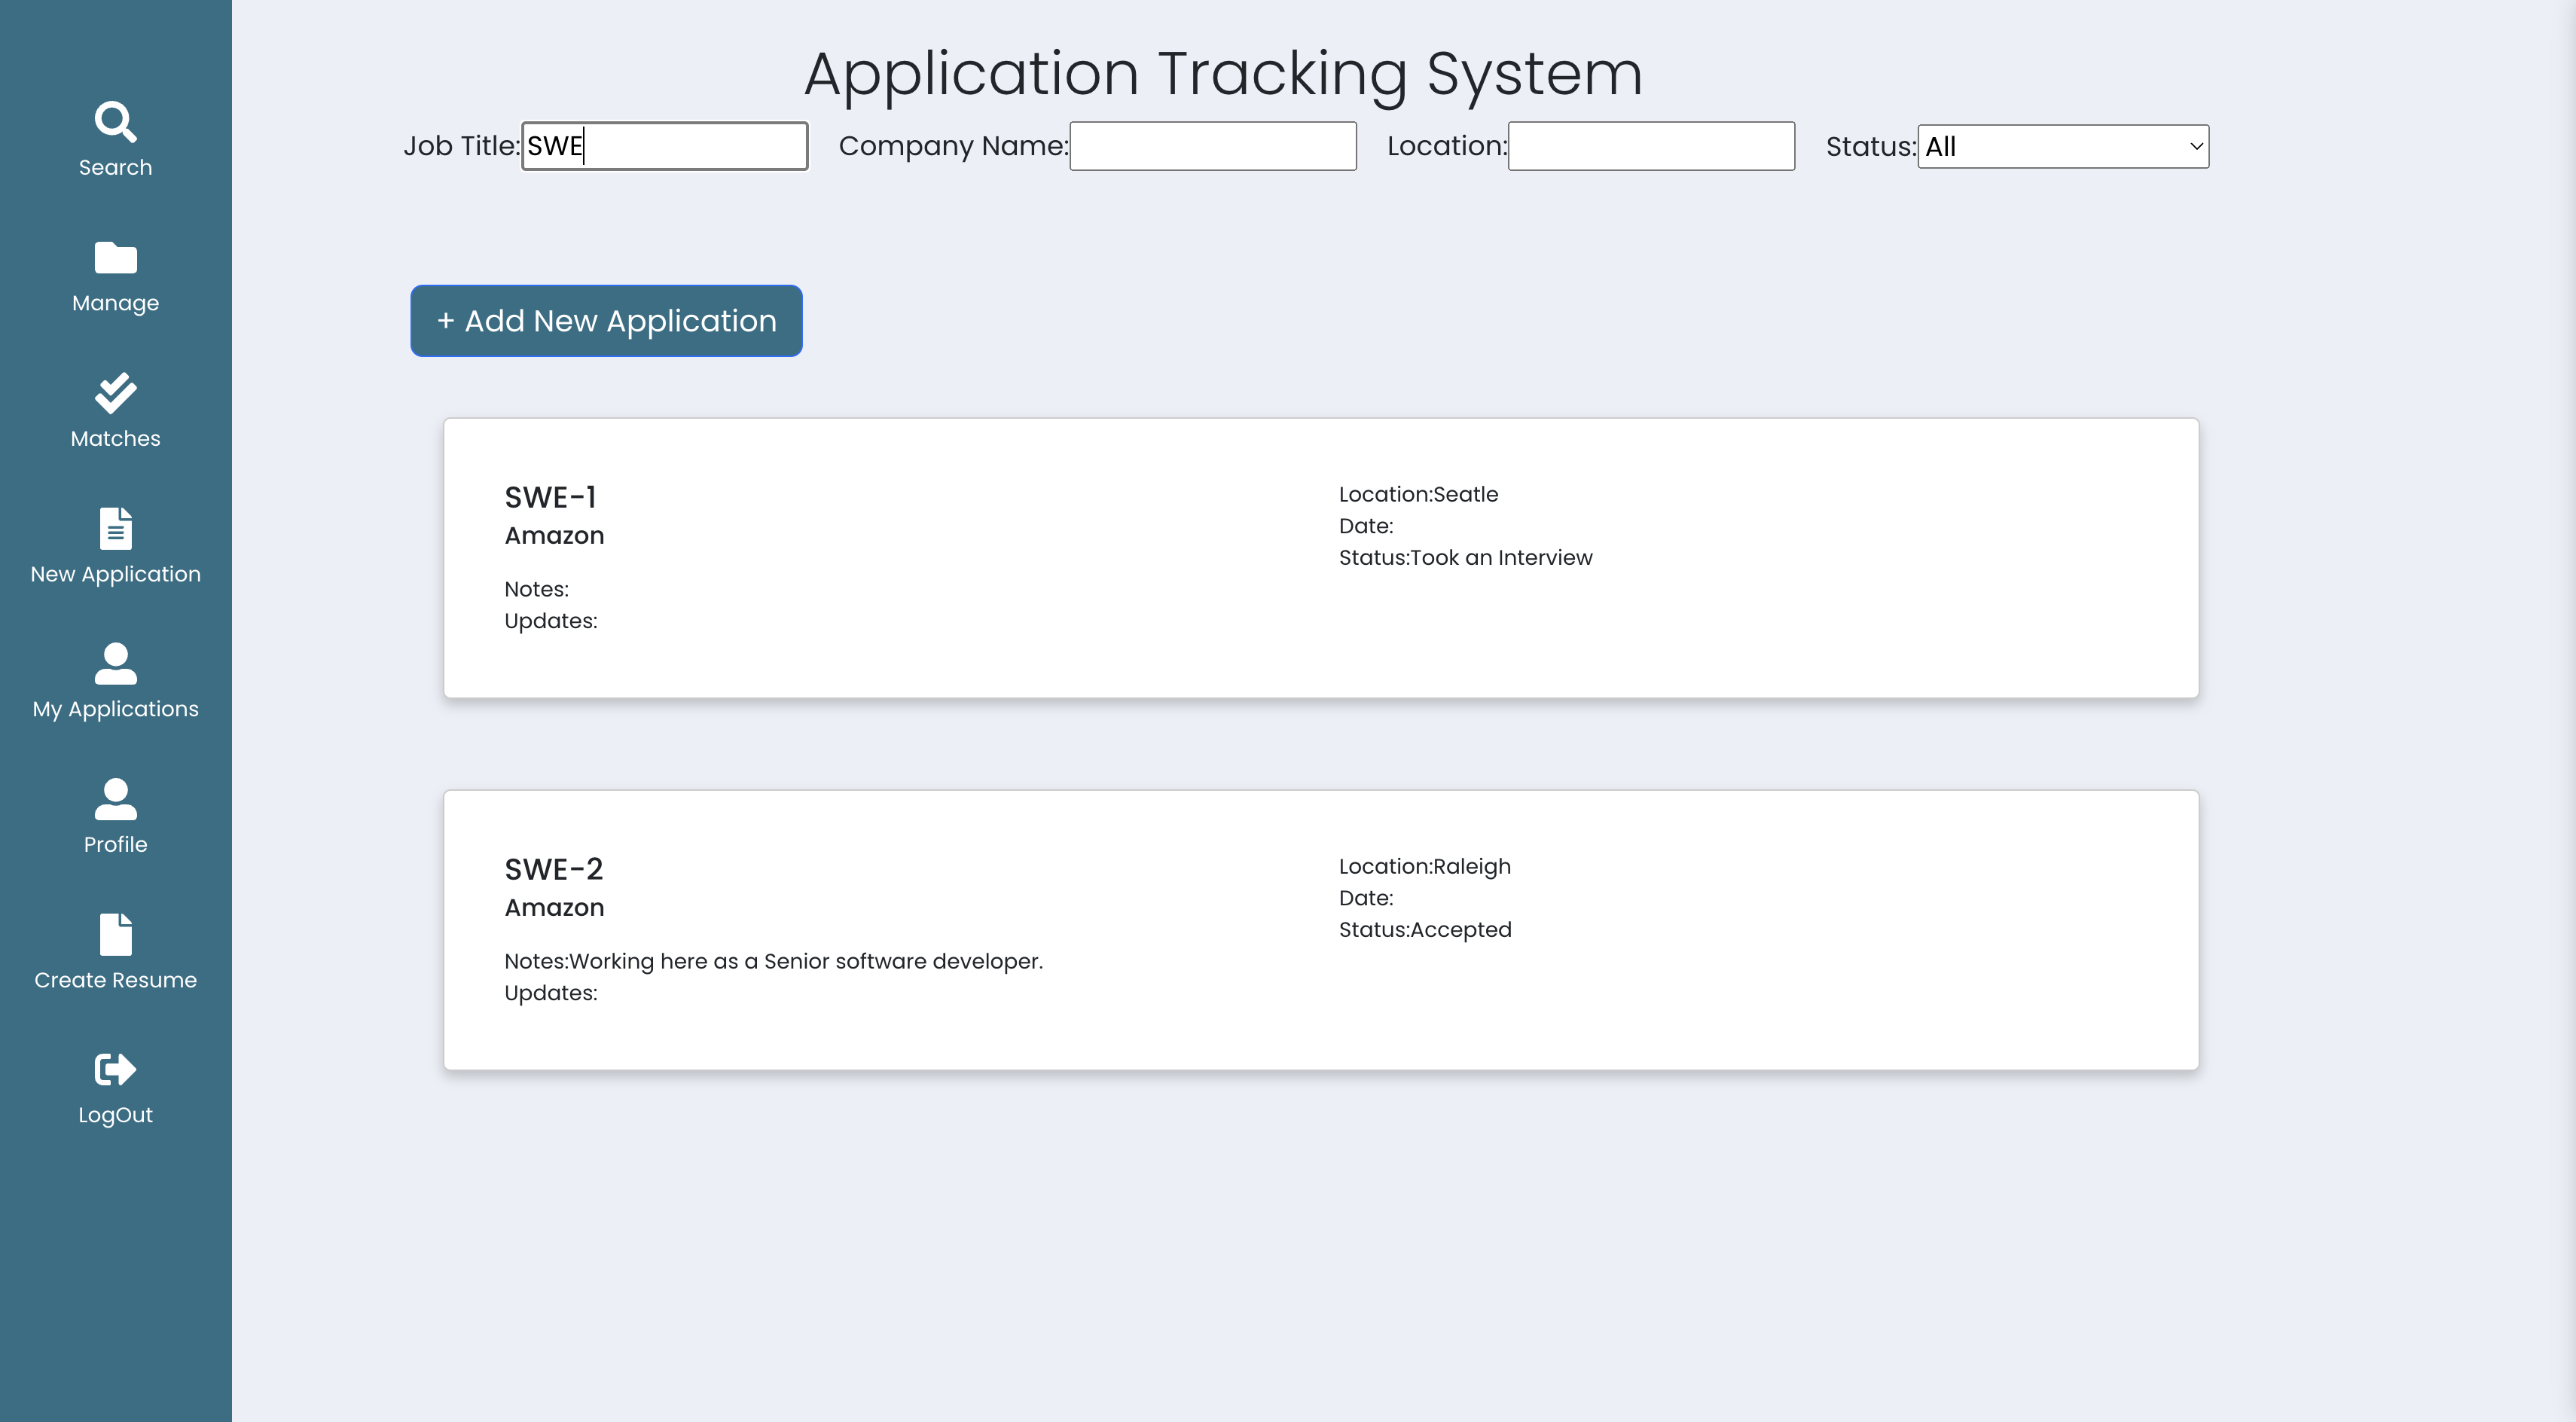 Search
Manage
Matches
New Application
My Applications
Profile
Create Resume
LogOut
Application Tracking System
Job Title: SWE Company Name: Location: Status: All
+ Add New Application
SWE-1
Amazon
Notes:
Updates:
Location:Seatle
Date:
Status:Took an Interview
SWE-2
Amazon
Notes:Working here as a Senior software developer.
Updates:
Location:Raleigh
Date:
Status:Accepted